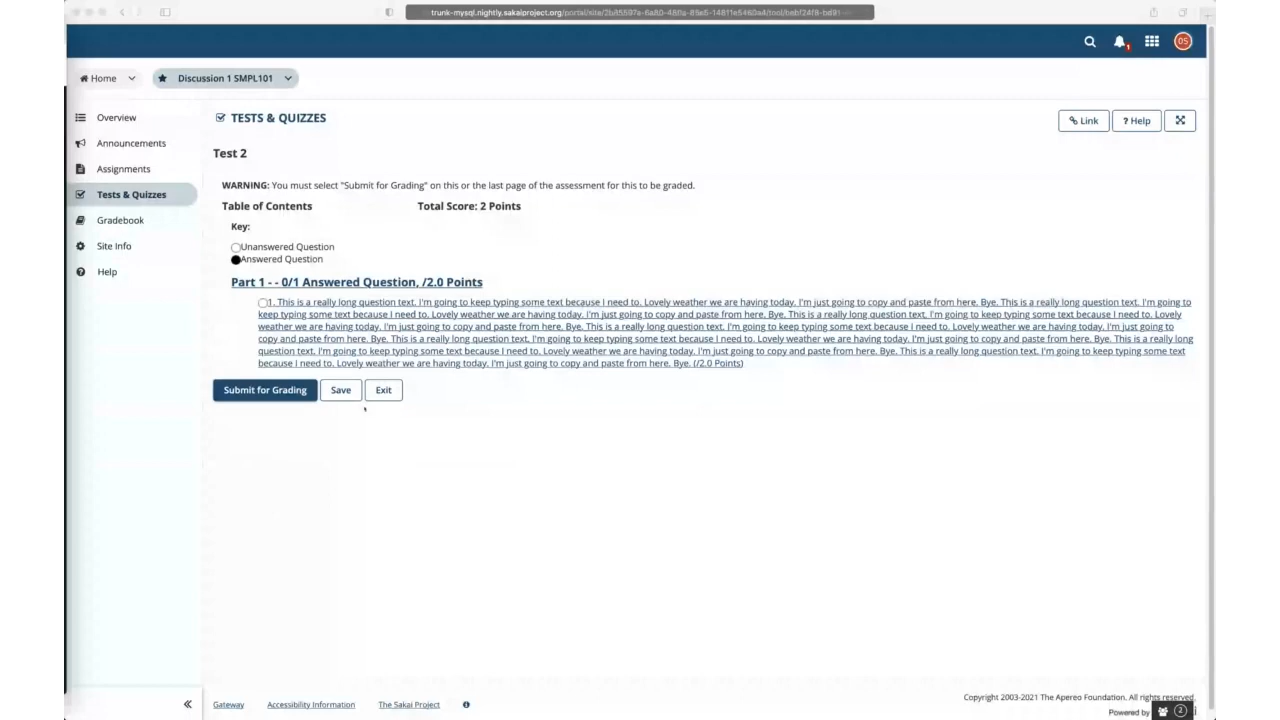 trunk-mysql.nightly.sakaiproject.org/portal/site/
1
OS
Home
Discussion 1 SMPL101
Overview
Announcements
Assignments
Tests & Quizzes
Gradebook
Site Info
Help
TESTS & QUIZZES
Link
? Help
Test 2
WARNING: You must select "Submit for Grading" on this or the last page of the assessment for this to be graded.
Table of Contents
Total Score: 2 Points
Key:
Unanswered Question
Answered Question
Part 1 - - 0/1 Answered Question, /2.0 Points
1. This is a really long question text. I'm going to keep typing some text because I need to. Lovely weather we are having today. I'm just going to copy and paste from here. Bye. This is a really long question text. I'm going to
keep typing some text because I need to. Lovely weather we are having today. I'm just going to copy and paste from here. Bye. This is a really long question text. I'm going to keep typing some text because I need to. Lovely
weather we are having today. I'm just going to copy and paste from here. Bye. This is a really long question text. I'm going to keep typing some text because I need to. Lovely weather we are having today. I'm just going to
copy and paste from here. Bye. This is a really long question text. I'm going to keep typing some text because I need to. Lovely weather we are having today. I'm just going to copy and paste from here. Bye. This is a really long
question text. I'm going to keep typing some text because I need to. Lovely weather we are having today. I'm just going to copy and paste from here. Bye. This is a really long question text. I'm going to keep typing some text
because I need to. Lovely weather we are having today. I'm just going to copy and paste from here. Bye. (/2.0 Points)
Submit for Grading
Save
Exit
Gateway
Accessibility Information
The Sakai Project
Copyright 2003-2021 The Apereo Foundation. All rights reserved.
Powered by
2